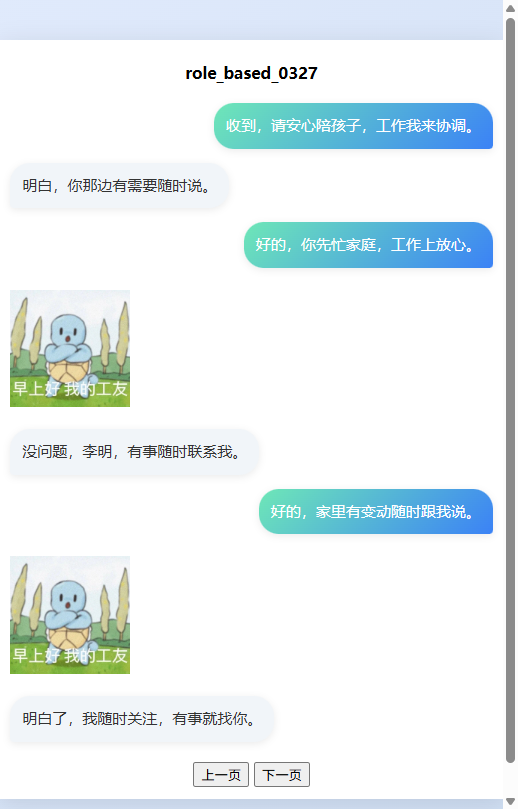 role_based_0327
收到，请安心陪孩子，工作我来协调。
明白，你那边有需要随时说。
好的，你先忙家庭，工作上放心。
早上好 我的工友
没问题，李明，有事随时联系我。
好的，家里有变动随时跟我说。
早上好 我的工友
明白了，我随时关注，有事就找你。
上一页 下一页